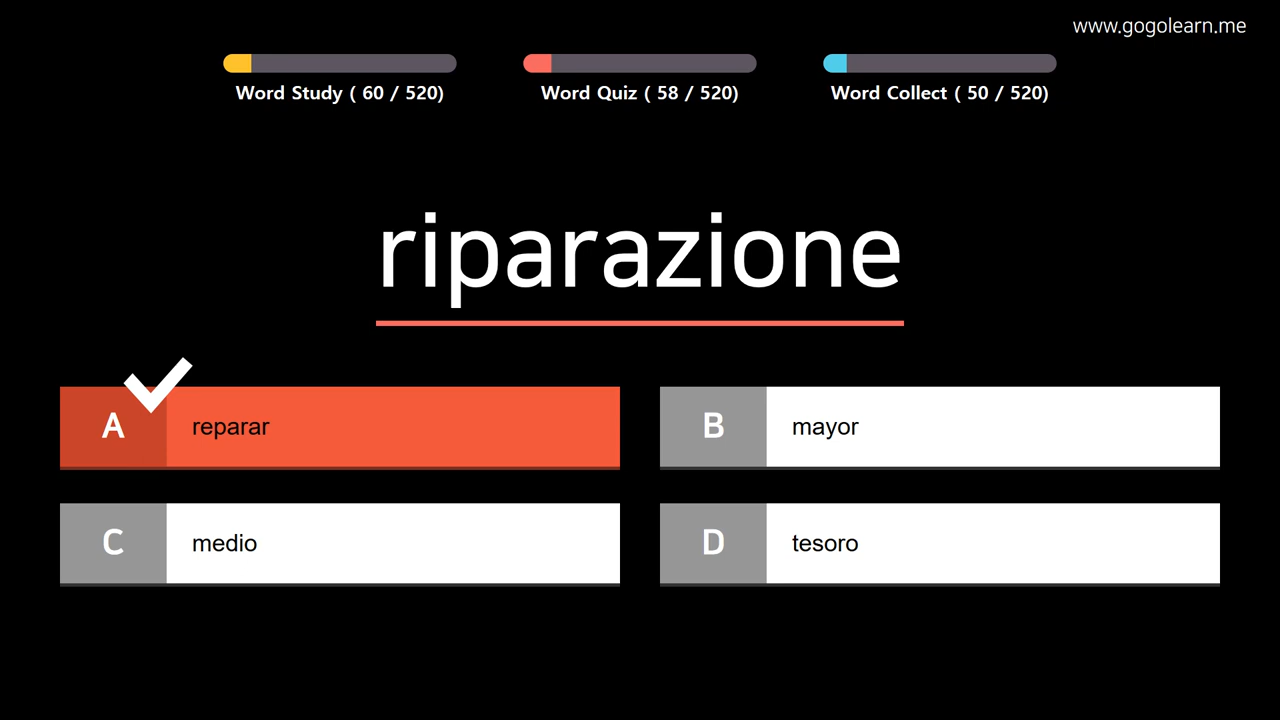 www.gogolearn.me
Word Study ( 60 / 520)
Word Quiz ( 58 / 520)
Word Collect ( 50 / 520)
riparazione
A reparar
B mayor
C medio
D tesoro